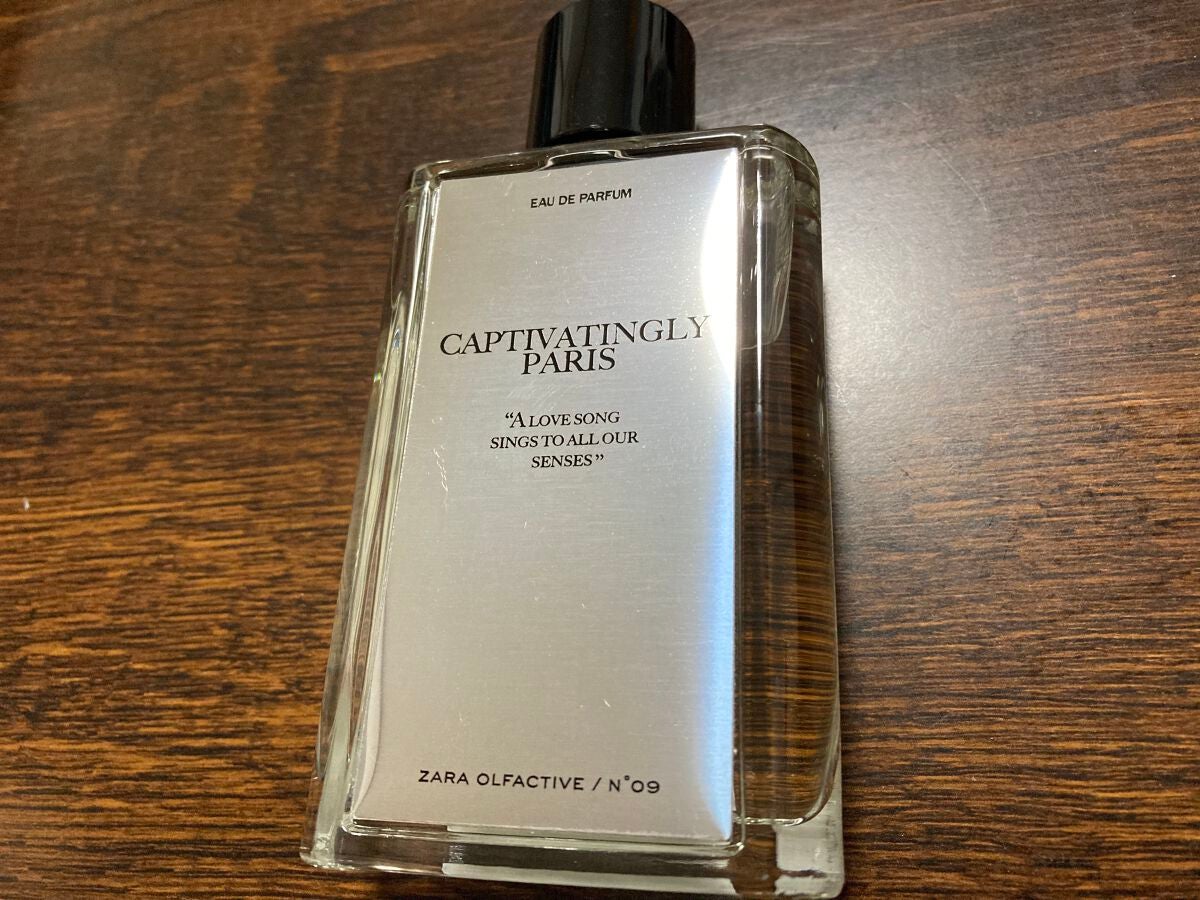 EAU DE PARFUM
CAPTIVATINGLY
PARIS
“A LOVE SONG
SINGS TO ALL OUR
SENSES”
ZARA OLFACTIVE / N°09